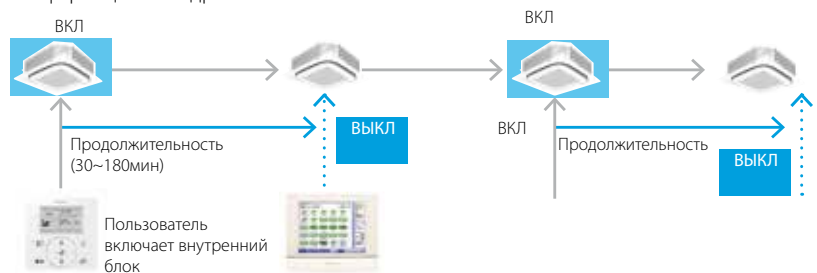 ВКЛ
ВКЛ
ВЫКЛ
Продолжительность
(30~180мин)
ВКЛ
Продолжительность
ВЫКЛ
Пользователь
включает внутренний
блок